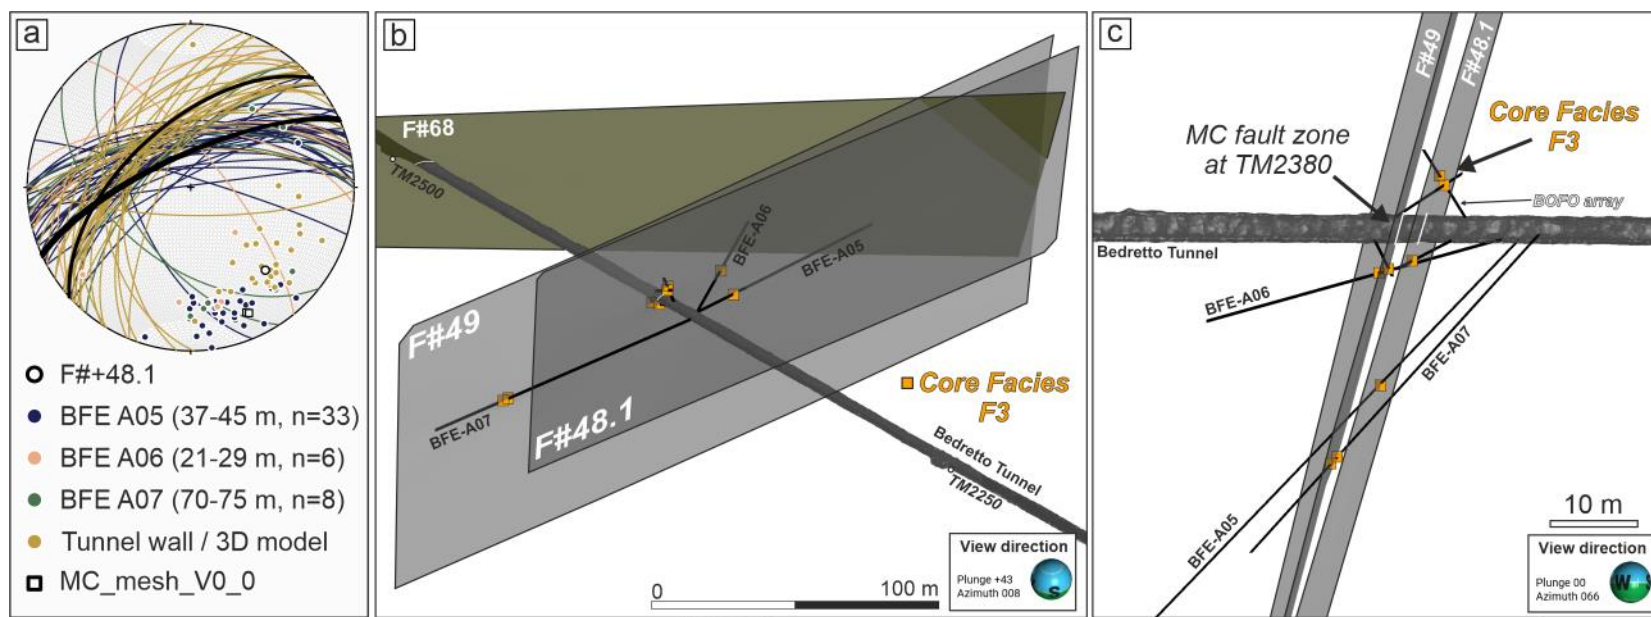 a
F#+48.1
BFE A05 (37-45 m, n=33)
BFE A06 (21-29 m, n=6)
BFE A07 (70-75 m, n=8)
Tunnel wall / 3D model
MC_mesh_V0_0
b
F#68
TM2500
BFE-A06
BFE-A05
F#49
F#48.1
BFE-A07
Core Facies
F3
Bedretto Tunnel
TM2250
0
100 m
View direction
Plunge +43
Azimuth 008
S
c
F#49
F#48.1
Core Facies
F3
MC fault zone
at TM2380
BOFO array
Bedretto Tunnel
BFE-A06
BFE-A07
BFE-A05
10 m
View direction
Plunge 00
Azimuth 066
W S